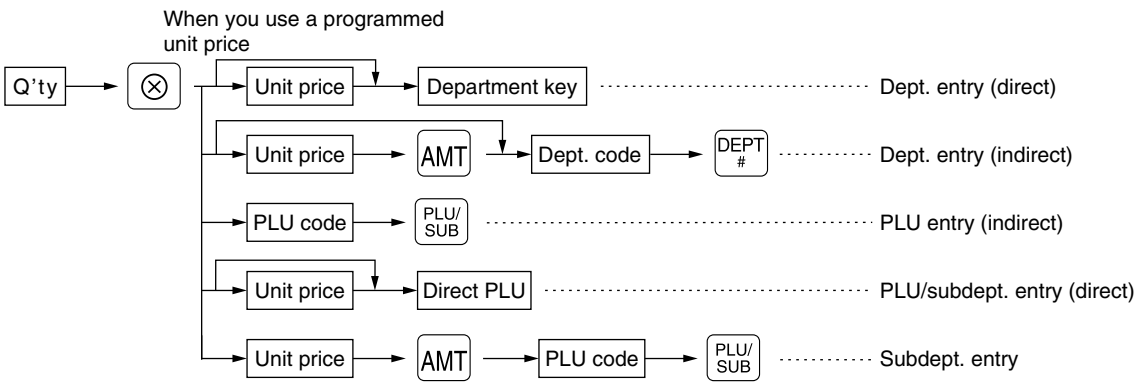 When you use a programmed
unit price
Q'ty ⊗ Unit price Department key Dept. entry (direct)
Unit price AMT Dept. code DEPT # Dept. entry (indirect)
PLU code PLU/ SUB PLU entry (indirect)
Unit price Direct PLU PLU/subdept. entry (direct)
Unit price AMT PLU code PLU/ SUB Subdept. entry